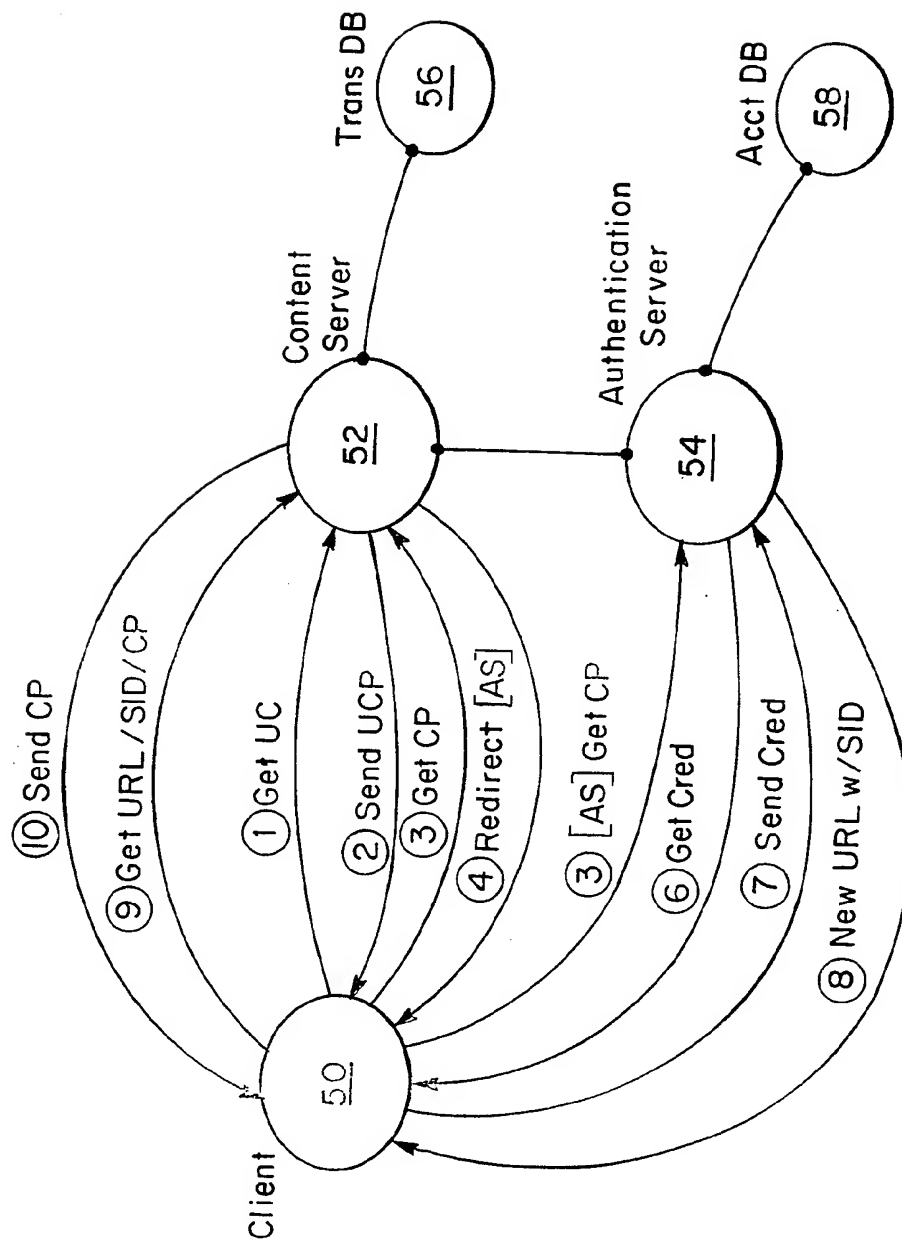 ⑩ Send CP
⑨ Get URL/SID/CP
① Get UC
② Send UCP
③ Get CP
④ Redirect [AS]
③ [AS] Get CP
⑥ Get Cred
⑦ Send Cred
⑧ New URL w/SID
Client
50
Content
Server
52
Trans DB
56
Authentication
Server
54
Acct DB
58